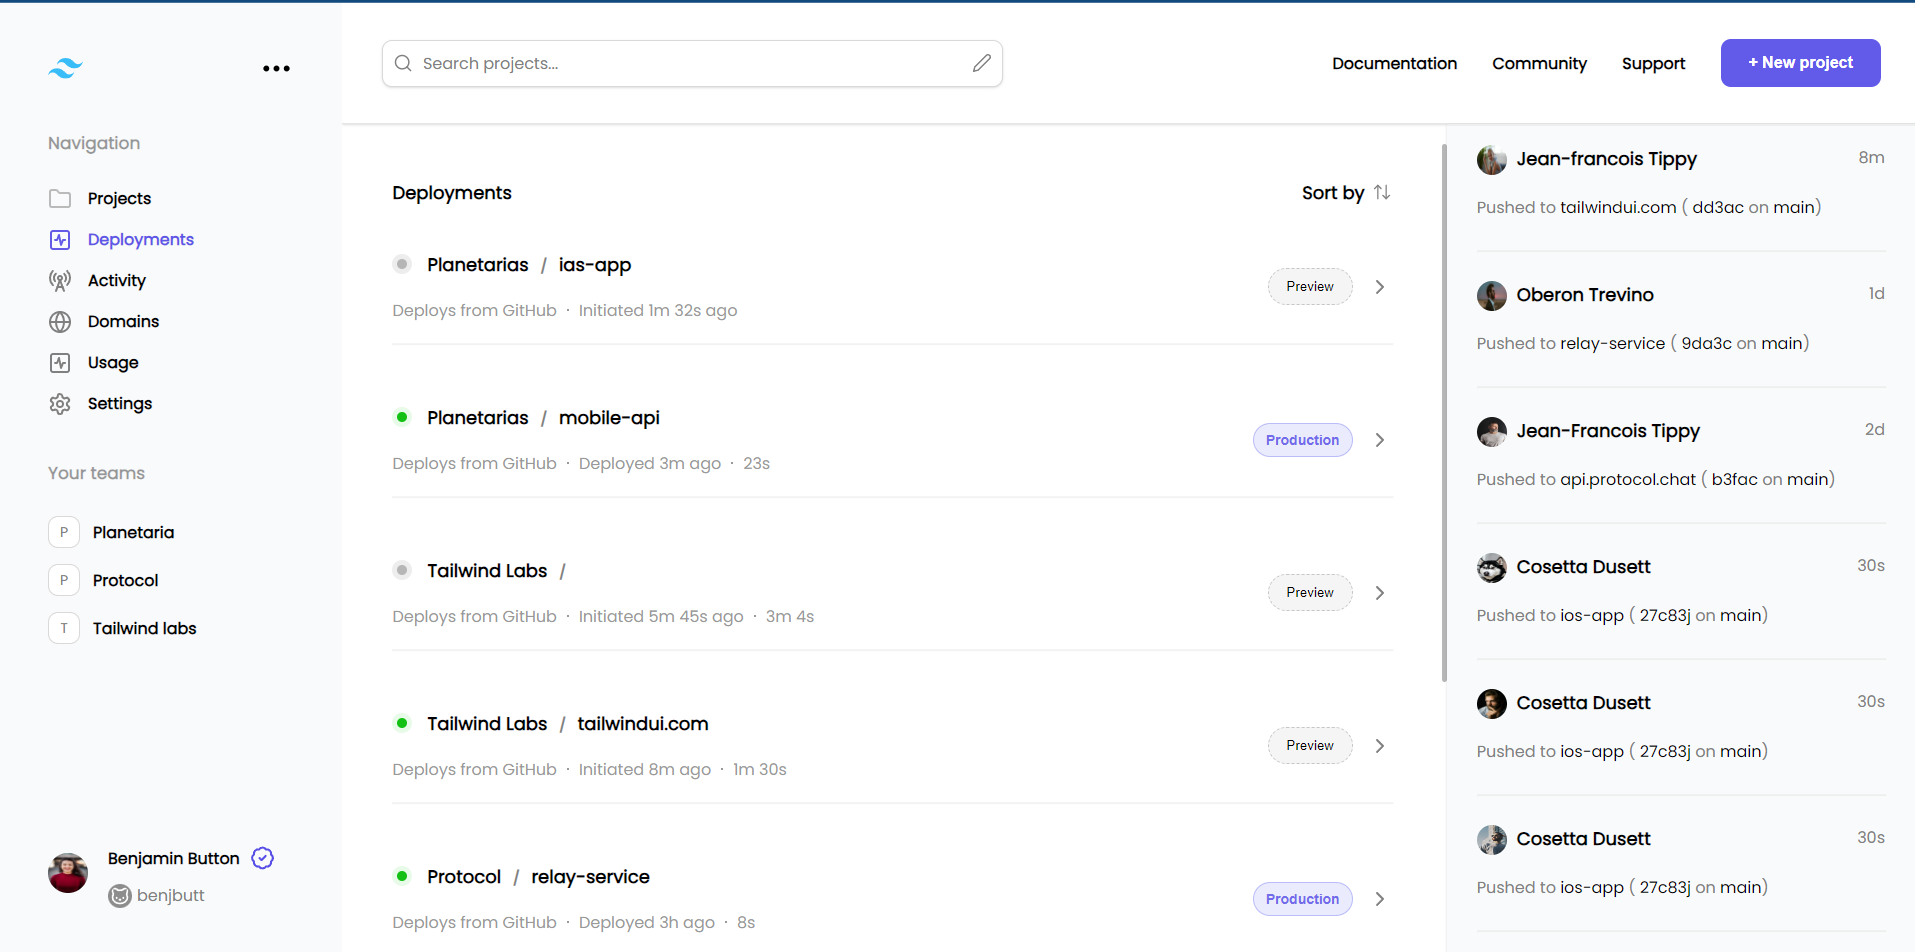 Search projects...
Documentation
Community
Support
+ New project
Navigation
Projects
Deployments
Activity
Domains
Usage
Settings
Your teams
P Planetaria
P Protocol
T Tailwind labs
Benjamin Button
benjbutt
Deployments
Sort by
Planetarias / ias-app
Deploys from GitHub · Initiated 1m 32s ago
Preview
Planetarias / mobile-api
Deploys from GitHub · Deployed 3m ago · 23s
Production
Tailwind Labs /
Deploys from GitHub · Initiated 5m 45s ago · 3m 4s
Preview
Tailwind Labs / tailwindui.com
Deploys from GitHub · Initiated 8m ago · 1m 30s
Preview
Protocol / relay-service
Deploys from GitHub · Deployed 3h ago · 8s
Production
Jean-francois Tippy 8m
Pushed to tailwindui.com ( dd3ac on main)
Oberon Trevino 1d
Pushed to relay-service ( 9da3c on main)
Jean-Francois Tippy 2d
Pushed to api.protocol.chat ( b3fac on main)
Cosetta Dusett 30s
Pushed to ios-app ( 27c83j on main)
Cosetta Dusett 30s
Pushed to ios-app ( 27c83j on main)
Cosetta Dusett 30s
Pushed to ios-app ( 27c83j on main)